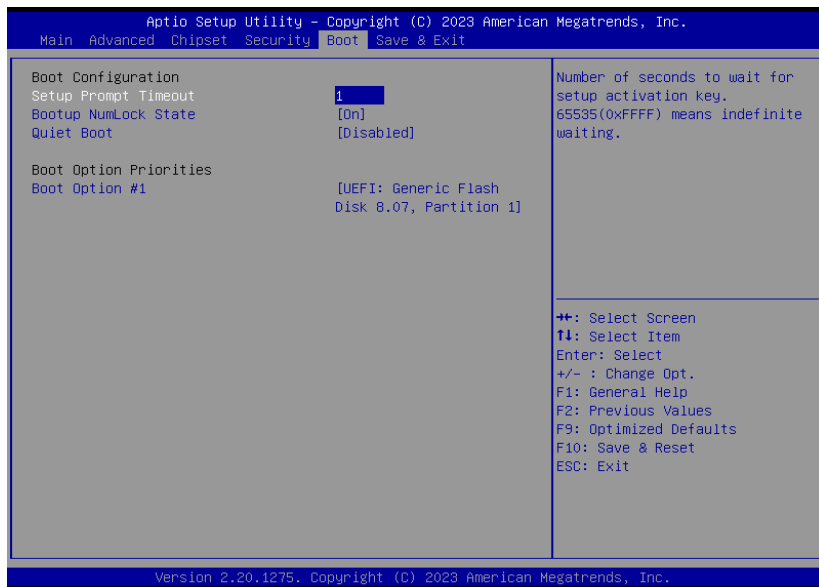 Aptio Setup Utility – Copyright (C) 2023 American Megatrends, Inc.
Main Advanced Chipset Security Boot Save & Exit
Boot Configuration
Setup Prompt Timeout 1
Bootup NumLock State [On]
Quiet Boot [Disabled]
Boot Option Priorities
Boot Option #1 [UEFI: Generic Flash
Disk 8.07, Partition 1]
Number of seconds to wait for
setup activation key.
65535(0xFFFF) means indefinite
waiting.
→←: Select Screen
↑↓: Select Item
Enter: Select
+/- : Change Opt.
F1: General Help
F2: Previous Values
F9: Optimized Defaults
F10: Save & Reset
ESC: Exit
Version 2.20.1275. Copyright (C) 2023 American Megatrends, Inc.